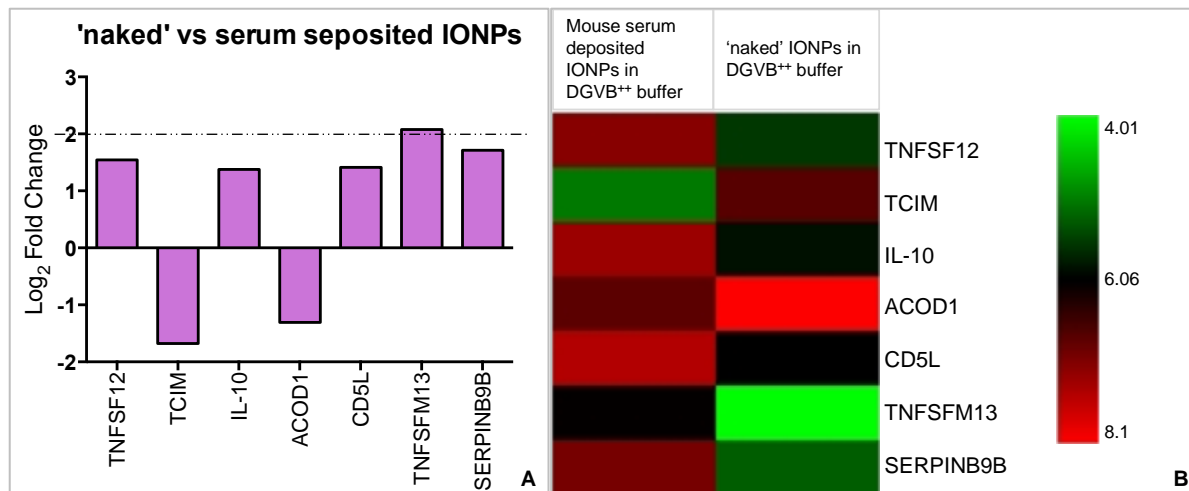 'naked' vs serum seposited IONPs
3
2
1
0
-1
-2
Log2 Fold Change
TNFSF12
TCIM
IL-10
ACOD1
CD5L
TNFSFM13
SERPINB9B
A
Mouse serum
deposited
IONPs in
DGVB++ buffer
‘naked’ IONPs in
DGVB++ buffer
TNFSF12
TCIM
IL-10
ACOD1
CD5L
TNFSFM13
SERPINB9B
4.01
6.06
8.1
B